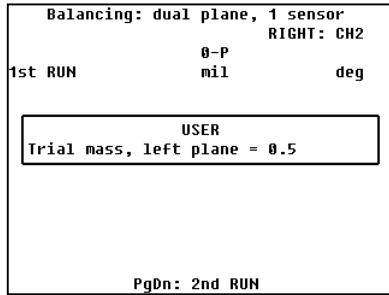 Balancing: dual plane, 1 sensor
RIGHT: CH2
0-P
1st RUN mil deg
USER
Trial mass, left plane = 0.5
PgDn: 2nd RUN